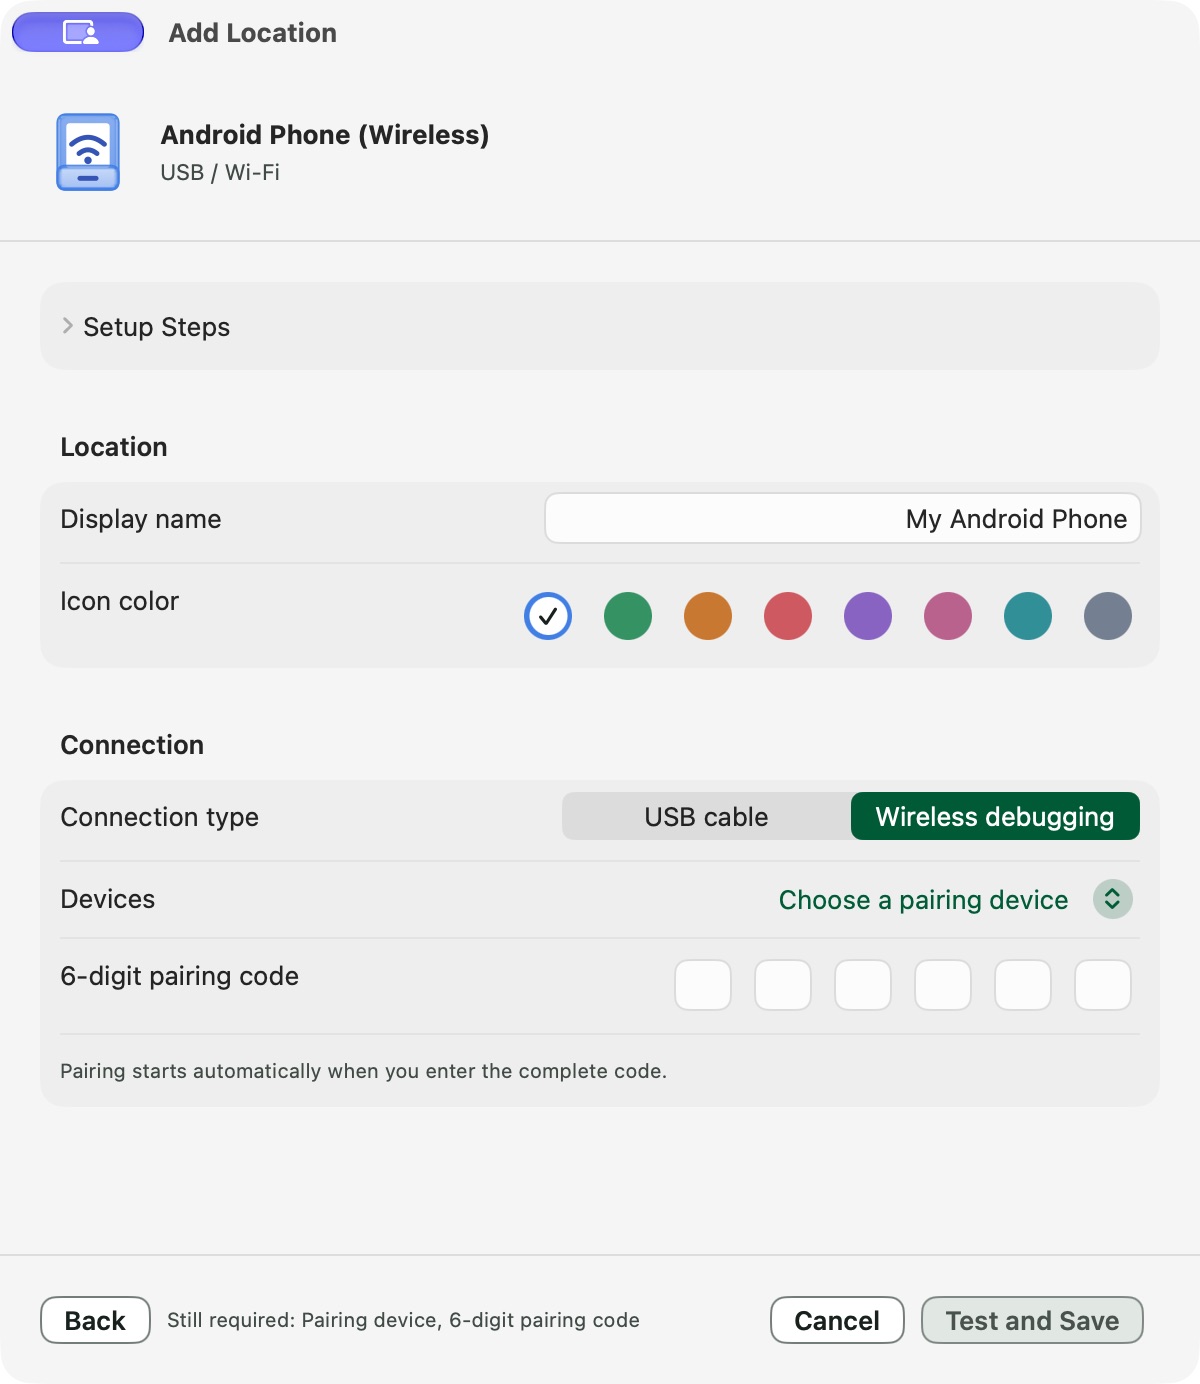 Add Location
Android Phone (Wireless)
USB / Wi-Fi
Setup Steps
Location
Display name
My Android Phone
Icon color
Connection
Connection type
USB cable
Wireless debugging
Devices
Choose a pairing device
6-digit pairing code
Pairing starts automatically when you enter the complete code.
Back
Still required: Pairing device, 6-digit pairing code
Cancel
Test and Save